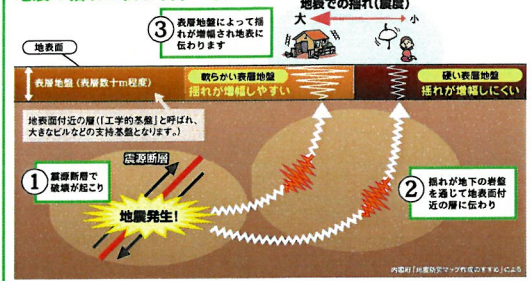 地表での揺れ(震度)
大
小
③ 表層地盤によって揺
れが増幅され地表に
伝わります
地表面
表層地盤(表層数十m程度)
軟らかい表層地盤
揺れが増幅しやすい
硬い表層地盤
揺れが増幅しにくい
地表面付近の層(「工学的基盤」と呼ばれ、
大きなビルなどの支持基盤となります。)
震源断層
① 震源断層で
破壊が起こり
地震発生!
② 揺れが地下の岩盤
を通じて地表面付
近の層に伝わり
内閣府「地震防災マップ作成のすすめ」による